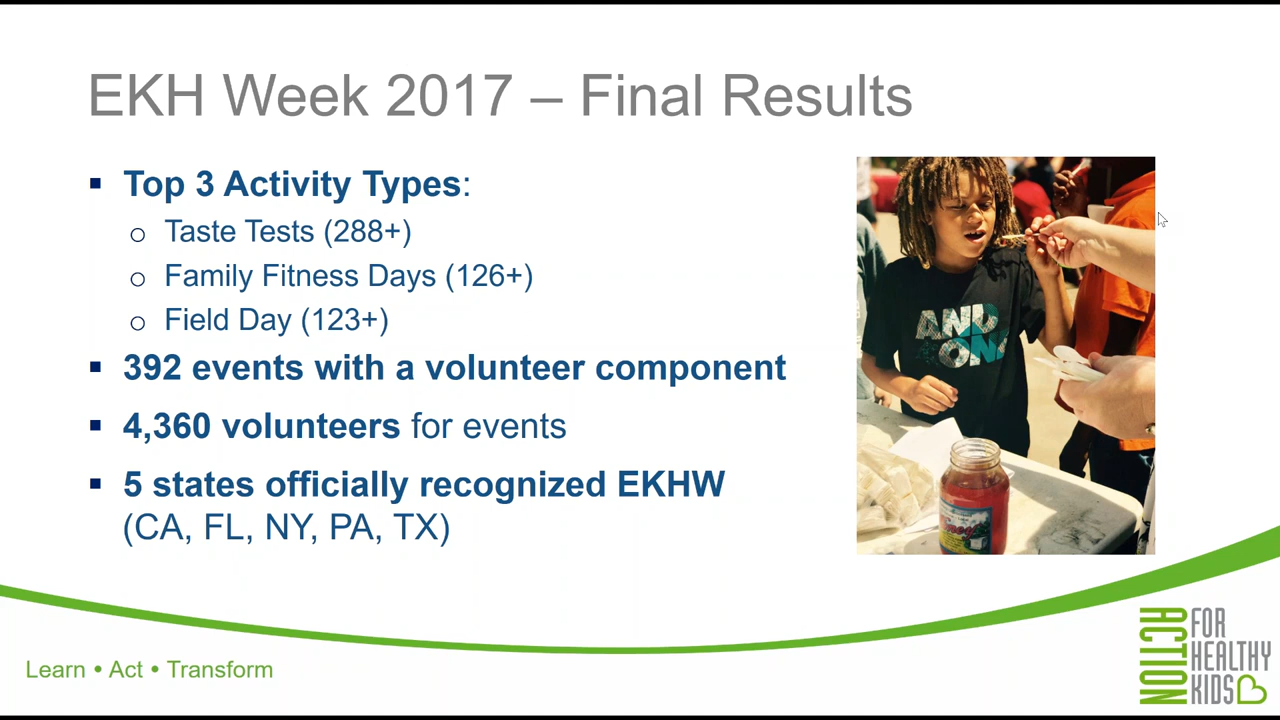 EKH Week 2017 – Final Results
▪ Top 3 Activity Types:
o Taste Tests (288+)
o Family Fitness Days (126+)
o Field Day (123+)
▪ 392 events with a volunteer component
▪ 4,360 volunteers for events
▪ 5 states officially recognized EKHW
(CA, FL, NY, PA, TX)
AND
ON
Learn • Act • Transform
ACTION
FOR
HEALTHY
KIDS